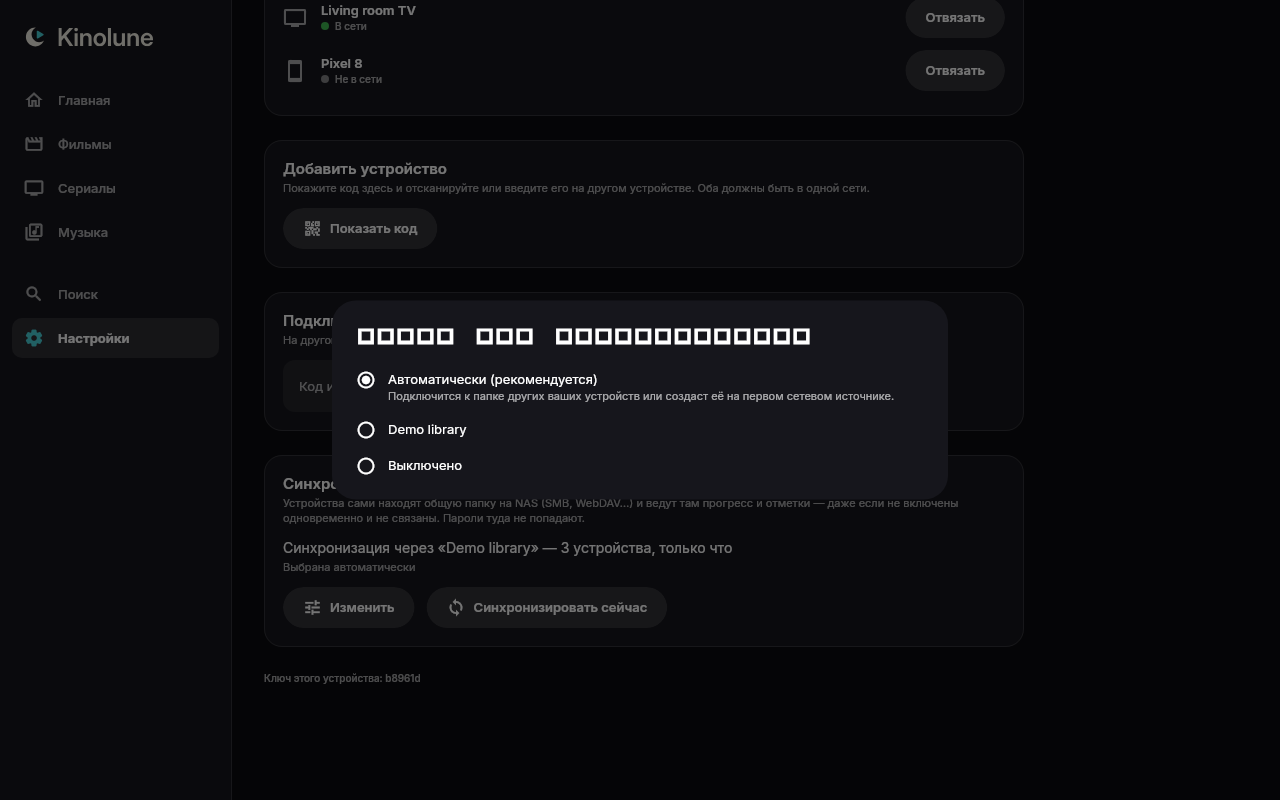 Kinolune
Главная
Фильмы
Сериалы
Музыка
Поиск
Настройки
Living room TV
В сети
Отвязать
Pixel 8
Не в сети
Отвязать
Добавить устройство
Покажите код здесь и отсканируйте или введите его на другом устройстве. Оба должны быть в одной сети.
Показать код
Автоматически (рекомендуется)
Подключится к папке других ваших устройств или создаст её на первом сетевом источнике.
Demo library
Выключено
На
Код
Устройства сами находят общую папку на NAS (SMB, WebDAV...) и ведут там прогресс и отметки — даже если не включены
одновременно и не связаны. Пароли туда не попадают.
Синхронизация через «Demo library» — 3 устройства, только что
Выбрана автоматически
Изменить
Синхронизировать сейчас
Ключ этого устройства: b8961d